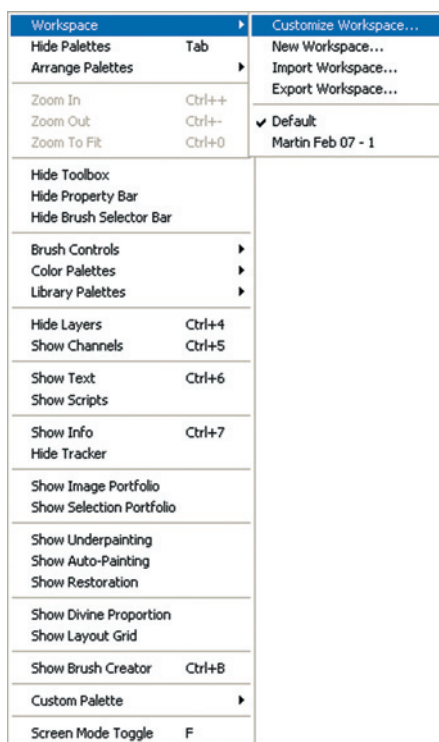 Workspace
Hide Palettes Tab
Arrange Palettes
Zoom In Ctrl++
Zoom Out Ctrl+-
Zoom To Fit Ctrl+0
Hide Toolbox
Hide Property Bar
Hide Brush Selector Bar
Brush Controls
Color Palettes
Library Palettes
Hide Layers Ctrl+4
Show Channels Ctrl+5
Show Text Ctrl+6
Show Scripts
Show Info Ctrl+7
Hide Tracker
Show Image Portfolio
Show Selection Portfolio
Show Underpainting
Show Auto-Painting
Show Restoration
Show Divine Proportion
Show Layout Grid
Show Brush Creator Ctrl+B
Custom Palette
Screen Mode Toggle F
Customize Workspace...
New Workspace...
Import Workspace...
Export Workspace...
Default
Martin Feb 07 - 1